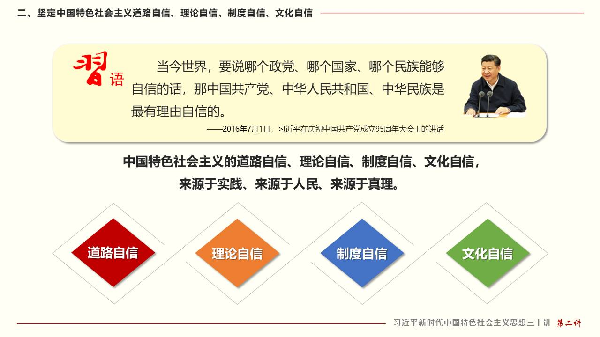 二、坚定中国特色社会主义道路自信、理论自信、制度自信、文化自信
习语
当今世界，要说哪个政党、哪个国家、哪个民族能够
自信的话，那中国共产党、中华人民共和国、中华民族是
最有理由自信的。
——2016年7月1日，习近平在庆祝中国共产党成立95周年大会上的讲话
中国特色社会主义的道路自信、理论自信、制度自信、文化自信，
来源于实践、来源于人民、来源于真理。
道路自信
理论自信
制度自信
文化自信
习近平新时代中国特色社会主义思想三十讲 第二讲